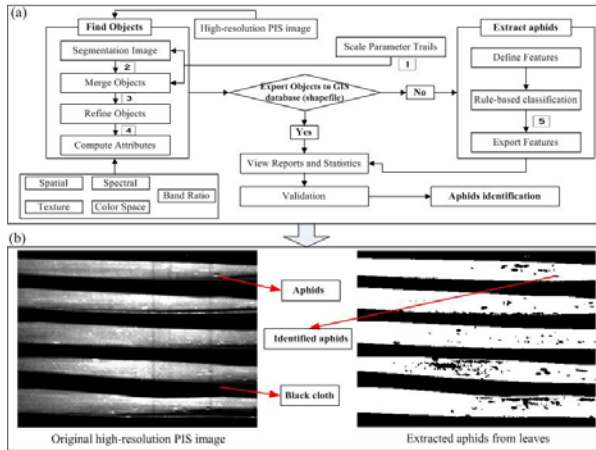 (a)
Find Objects
High-resolution PIS image
Extract aphids
Segmentation Image
Scale Parameter Trails
1
Define Features
2
Merge Objects
Export Objects to GIS
database (shapefile)
No
Rule-based classification
3
Refine Objects
5
4
Compute Attributes
Yes
Export Features
View Reports and Statistics
Spatial
Spectral
Band Ratio
Texture
Color Space
Validation
Aphids identification
(b)
Aphids
Identified aphids
Black cloth
Original high-resolution PIS image
Extracted aphids from leaves